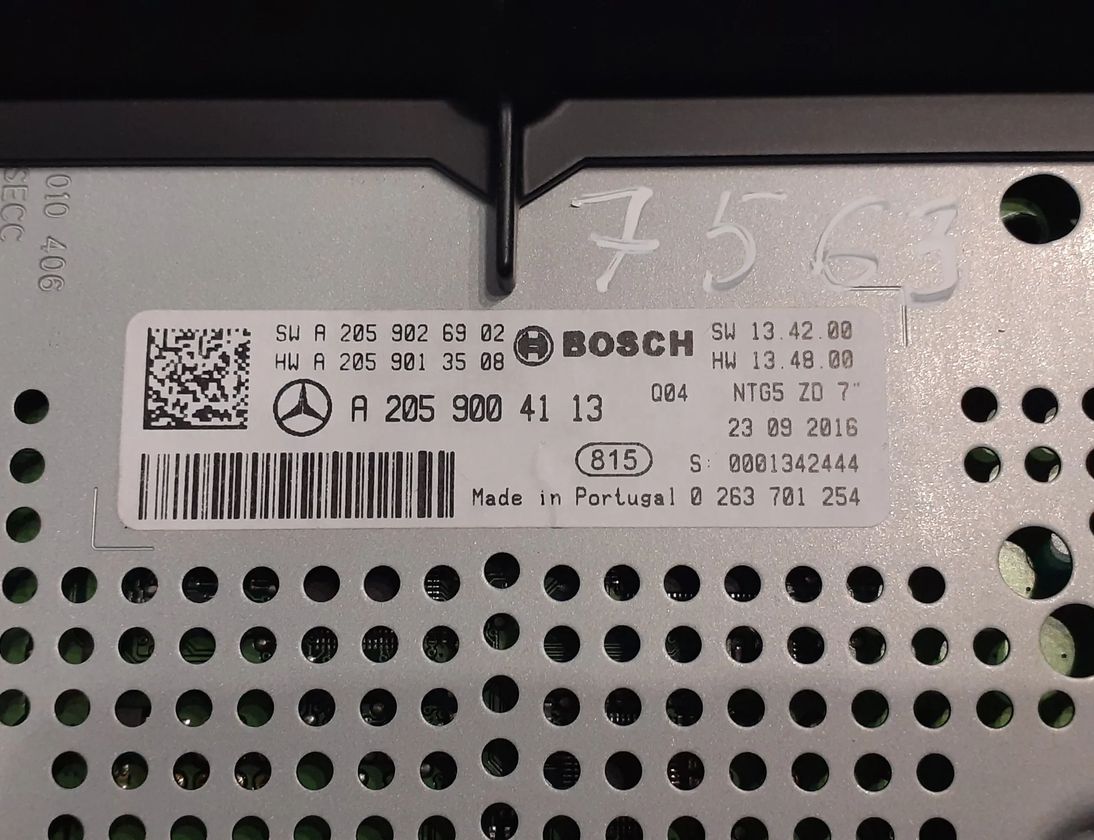 010 406
SECC
7563
SW A 205 902 69 02
HW A 205 901 35 08
BOSCH
SW 13.42.00
HW 13.48.00
A 205 900 41 13
Q04
NTG5 ZD 7"
23 09 2016
815
S: 0001342444
Made in Portugal 0 263 701 254